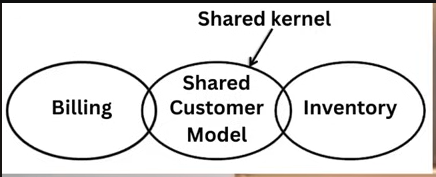 Shared kernel
Billing
Shared
Customer
Model
Inventory